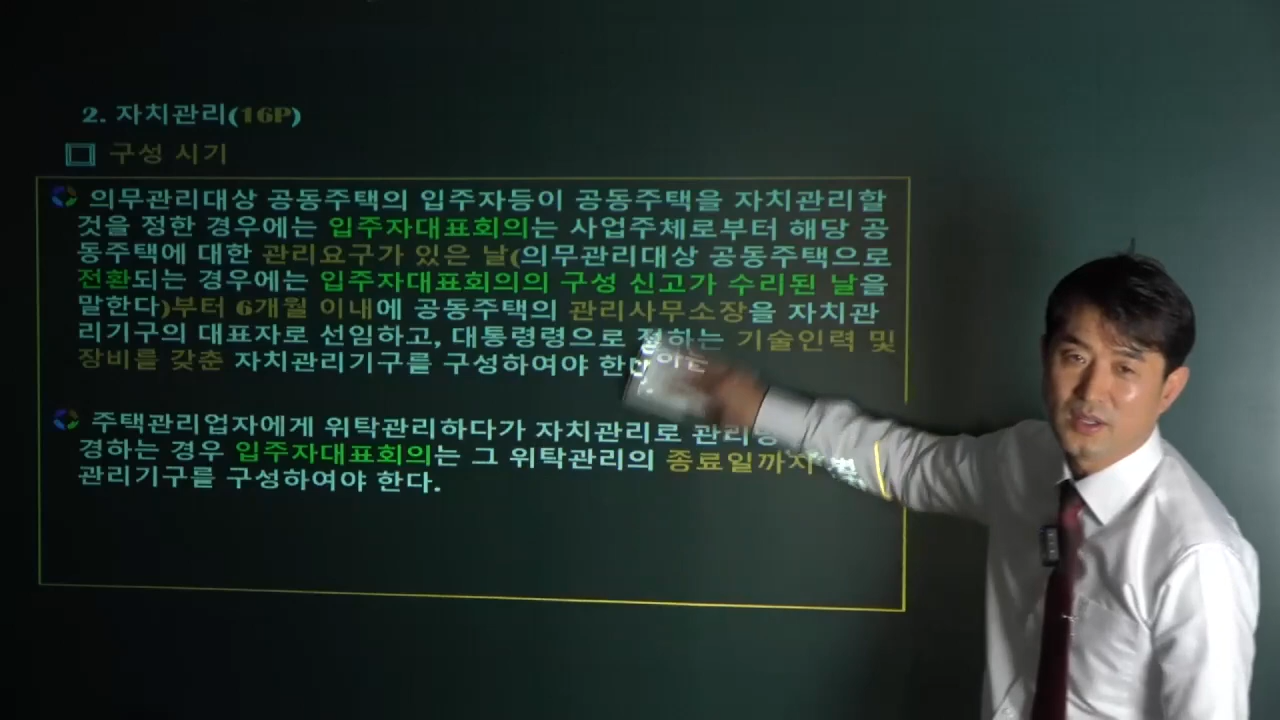 2. 자치관리(16P)
구성 시기
의무관리대상 공동주택의 입주자등이 공동주택을 자치관리할
것을 정한 경우에는 입주자대표회의는 사업주체로부터 해당 공
동주택에 대한 관리요구가 있은 날(의무관리대상 공동주택으로
전환되는 경우에는 입주자대표회의의 구성 신고가 수리된 날을
말한다)부터 6개월 이내에 공동주택의 관리사무소장을 자치관
리기구의 대표자로 선임하고, 대통령령으로 정하는 기술인력 및
장비를 갖춘 자치관리기구를 구성하여야
주택관리업자에게 위탁관리하다가 자치관리로
경하는 경우 입주자대표회의는 그 위탁관리의 종료일까지
관리기구를 구성하여야 한다.